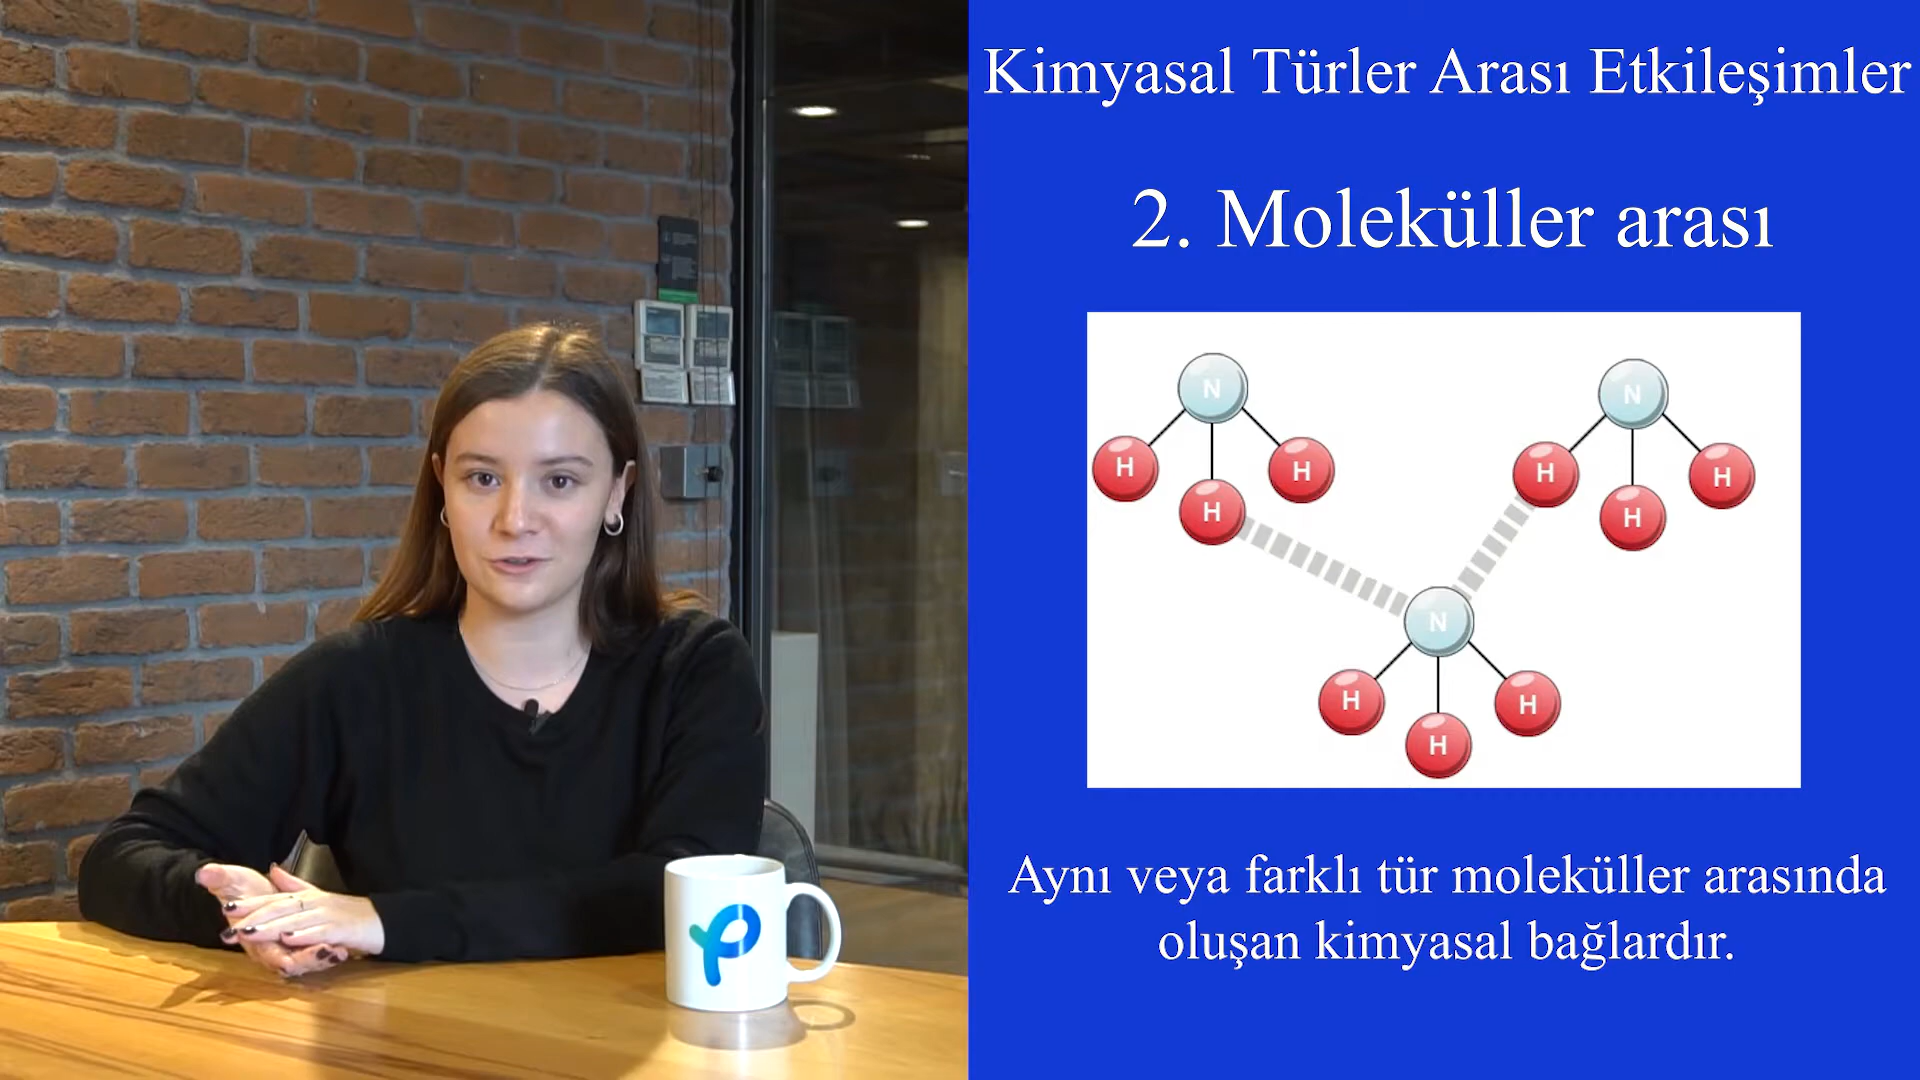 Kimyasal Türler Arası Etkileşimler
2. Moleküller arası
N
N
H
H
H
H
H
H
N
H
H
H
Aynı veya farklı tür moleküller arasında
oluşan kimyasal bağlardır.